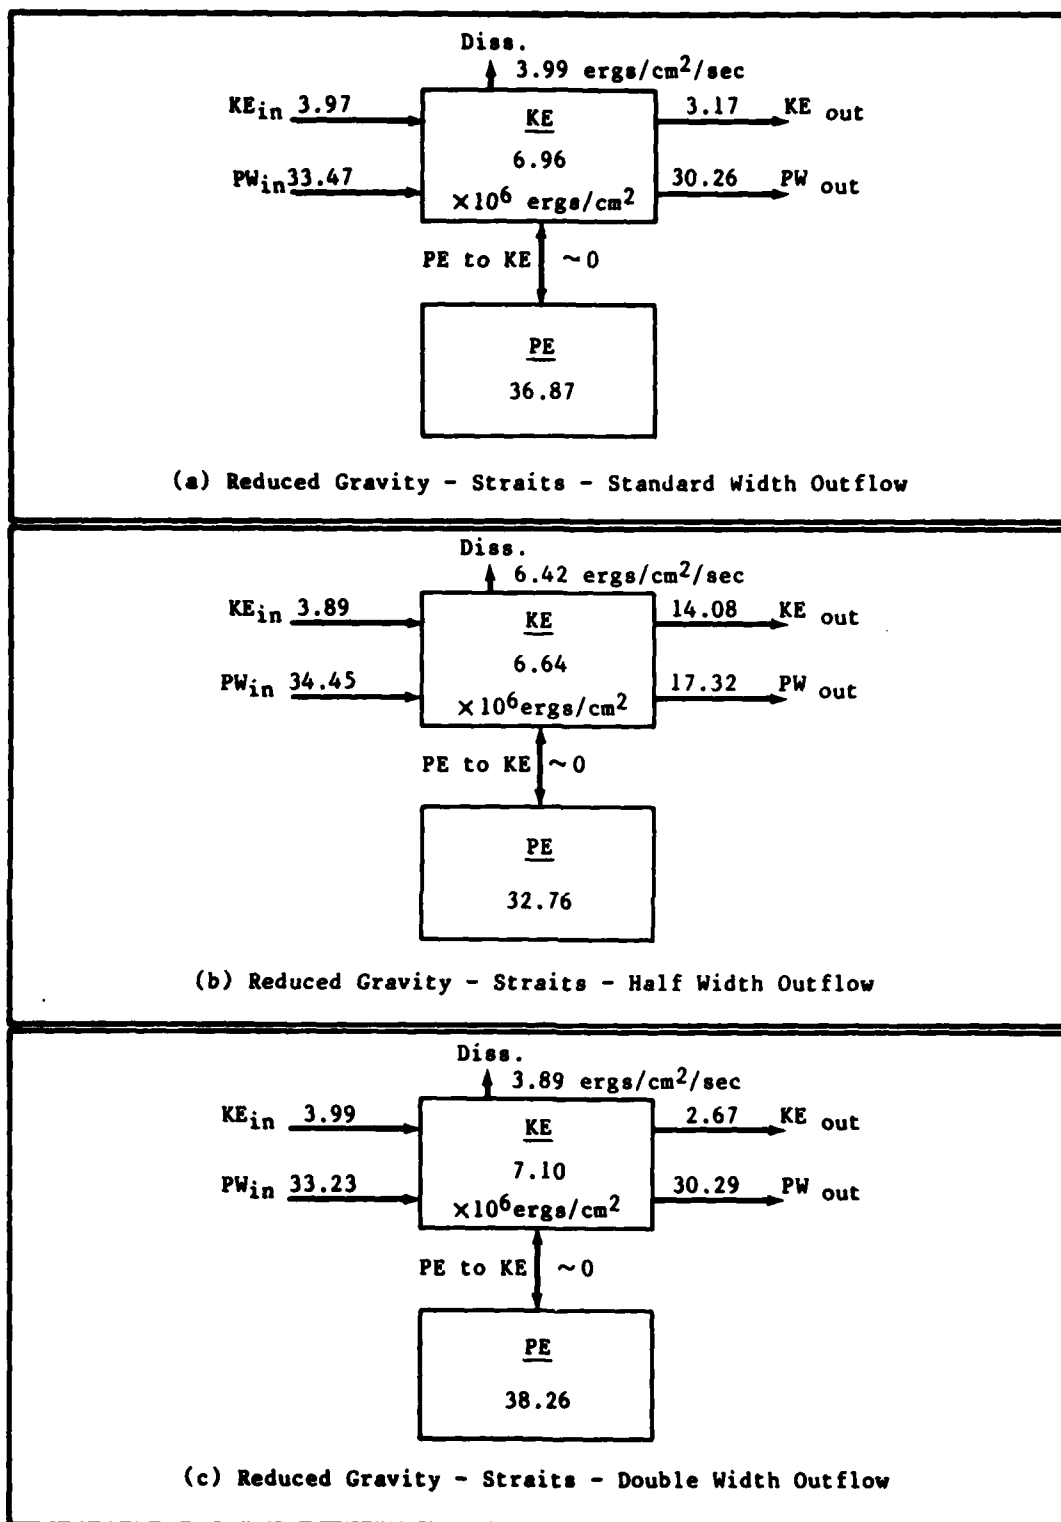 Diss.
3.99 ergs/cm2/sec
KEin 3.97
KE
3.17 KE out
6.96
PWin 33.47
30.26 PW out
×10^6 ergs/cm2
PE to KE ~0
PE
36.87
(a) Reduced Gravity - Straits - Standard Width Outflow
Diss.
6.42 ergs/cm2/sec
KEin 3.89
KE
14.08 KE out
6.64
PWin 34.45
17.32 PW out
×10^6 ergs/cm2
PE to KE ~0
PE
32.76
(b) Reduced Gravity - Straits - Half Width Outflow
Diss.
3.89 ergs/cm2/sec
KEin 3.99
KE
2.67 KE out
7.10
PWin 33.23
30.29 PW out
×10^6 ergs/cm2
PE to KE ~0
PE
38.26
(c) Reduced Gravity - Straits - Double Width Outflow